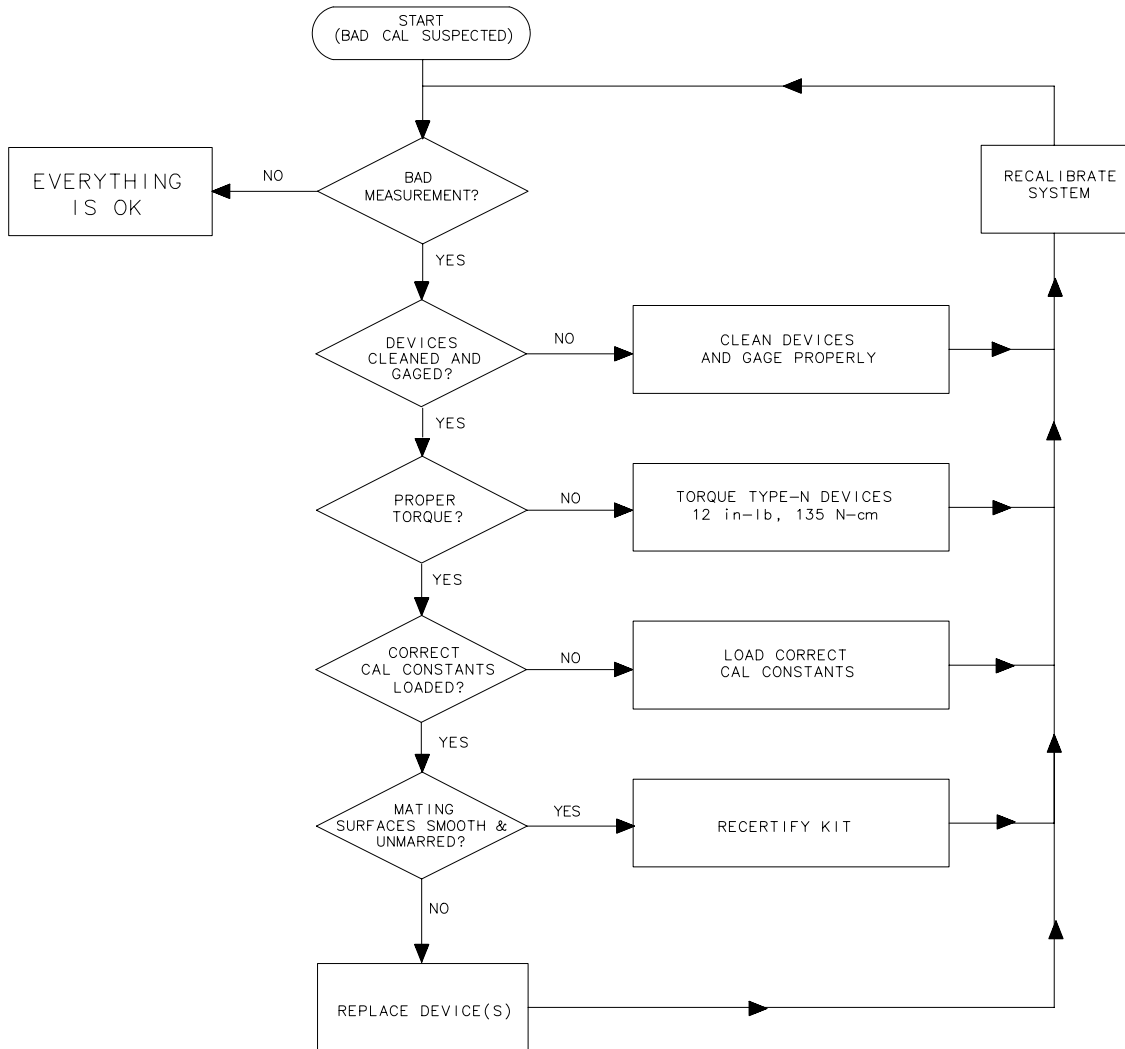 START
(BAD CAL SUSPECTED)
BAD
MEASUREMENT?
NO
EVERYTHING
IS OK
RECALIBRATE
SYSTEM
YES
DEVICES
CLEANED AND
GAGED?
NO
CLEAN DEVICES
AND GAGE PROPERLY
YES
PROPER
TORQUE?
NO
TORQUE TYPE-N DEVICES
12 in-lb, 135 N-cm
YES
CORRECT
CAL CONSTANTS
LOADED?
NO
LOAD CORRECT
CAL CONSTANTS
YES
MATING
SURFACES SMOOTH &
UNMARRED?
YES
RECERTIFY KIT
NO
REPLACE DEVICE(S)